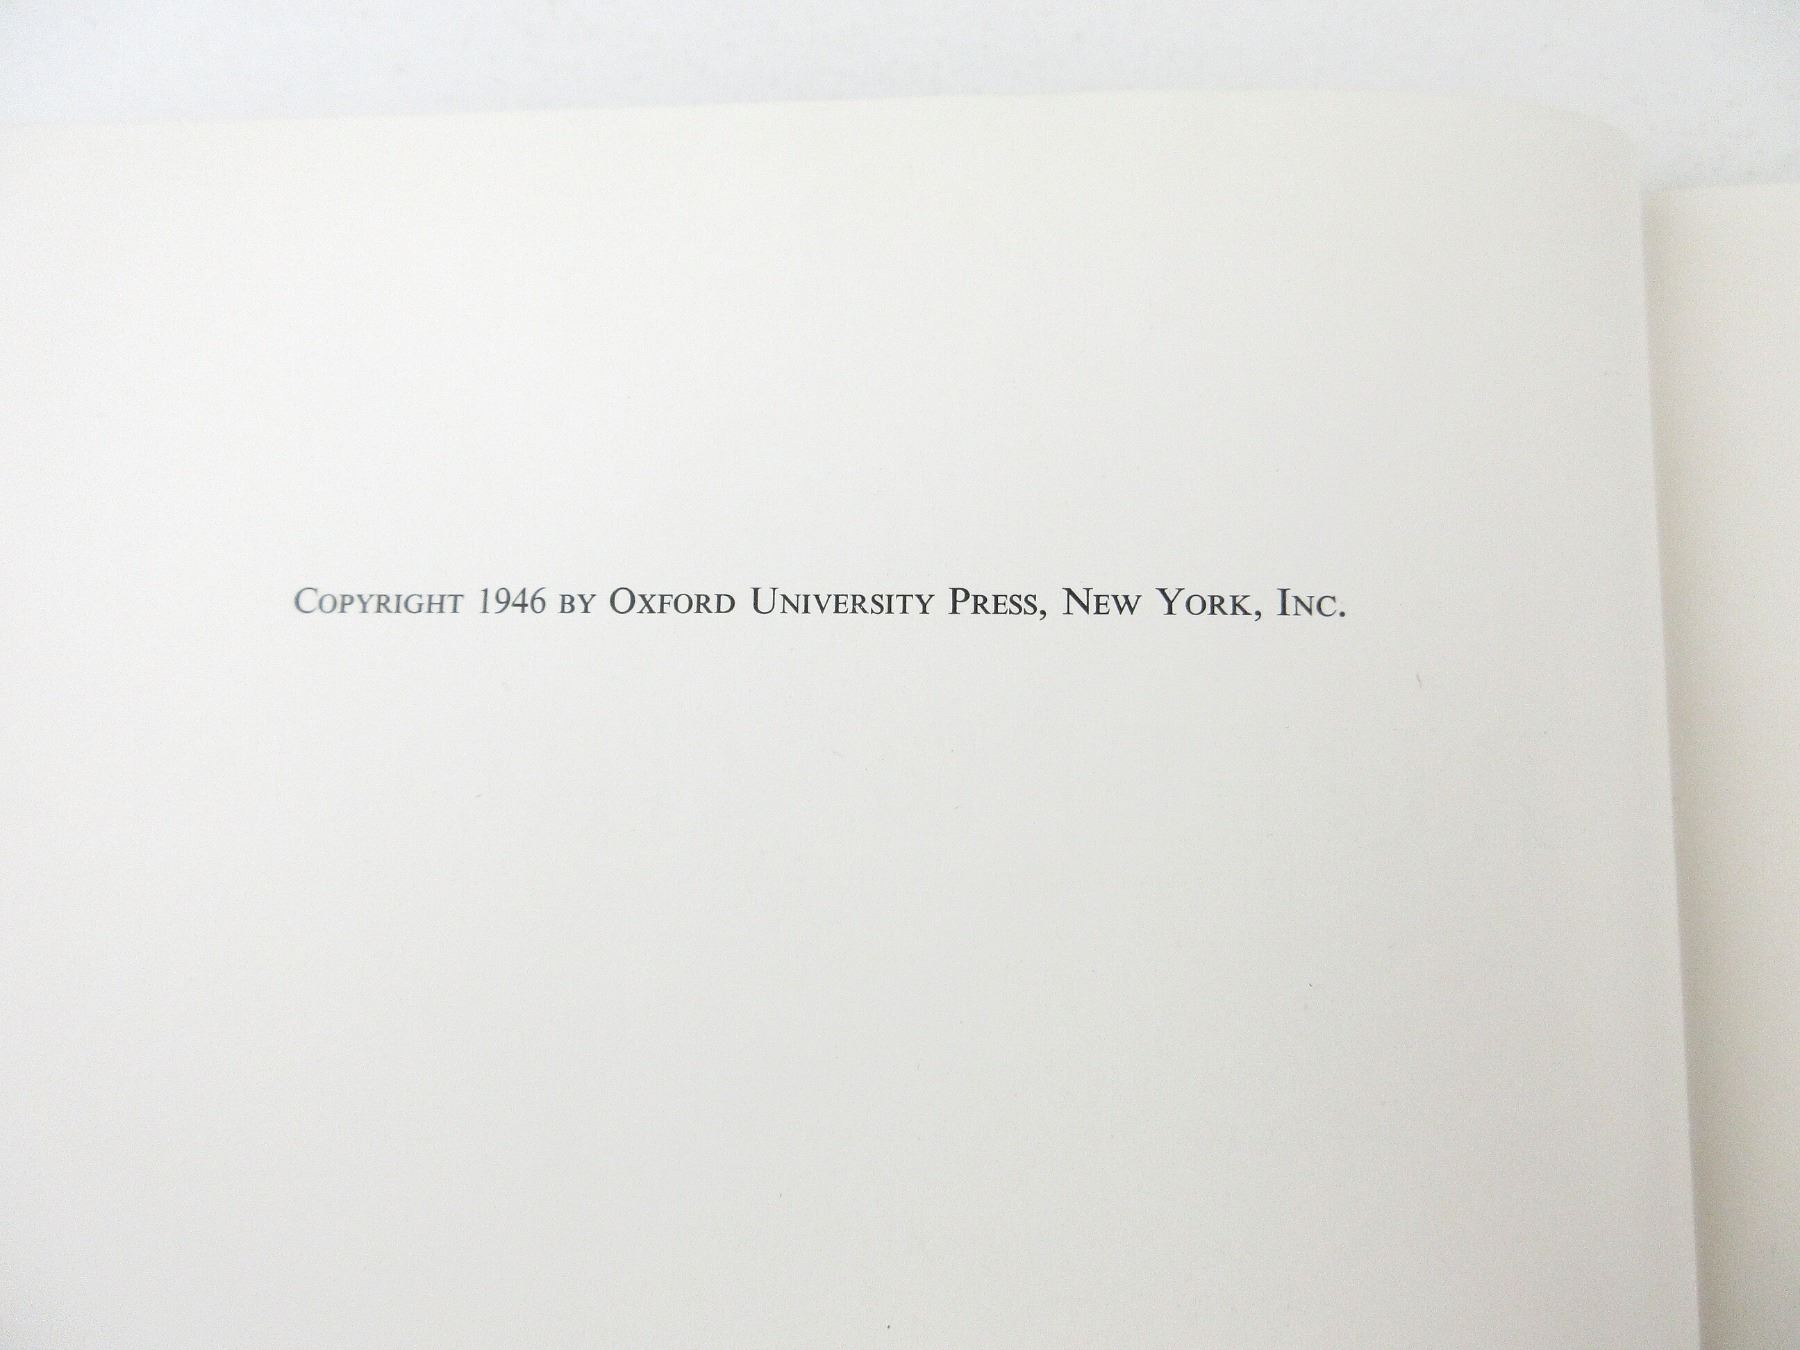 Copyright 1946 by Oxford University Press, New York, Inc.